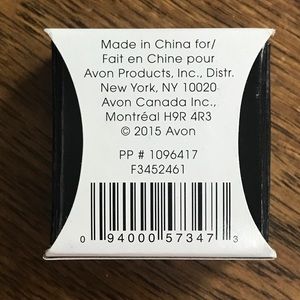 Made in China for/
Fait en Chine pour
Avon Products, Inc., Distr.
New York, NY 10020
Avon Canada Inc.,
Montréal H9R 4R3
© 2015 Avon
PP # 1096417
F3452461
0 94000 57347 3